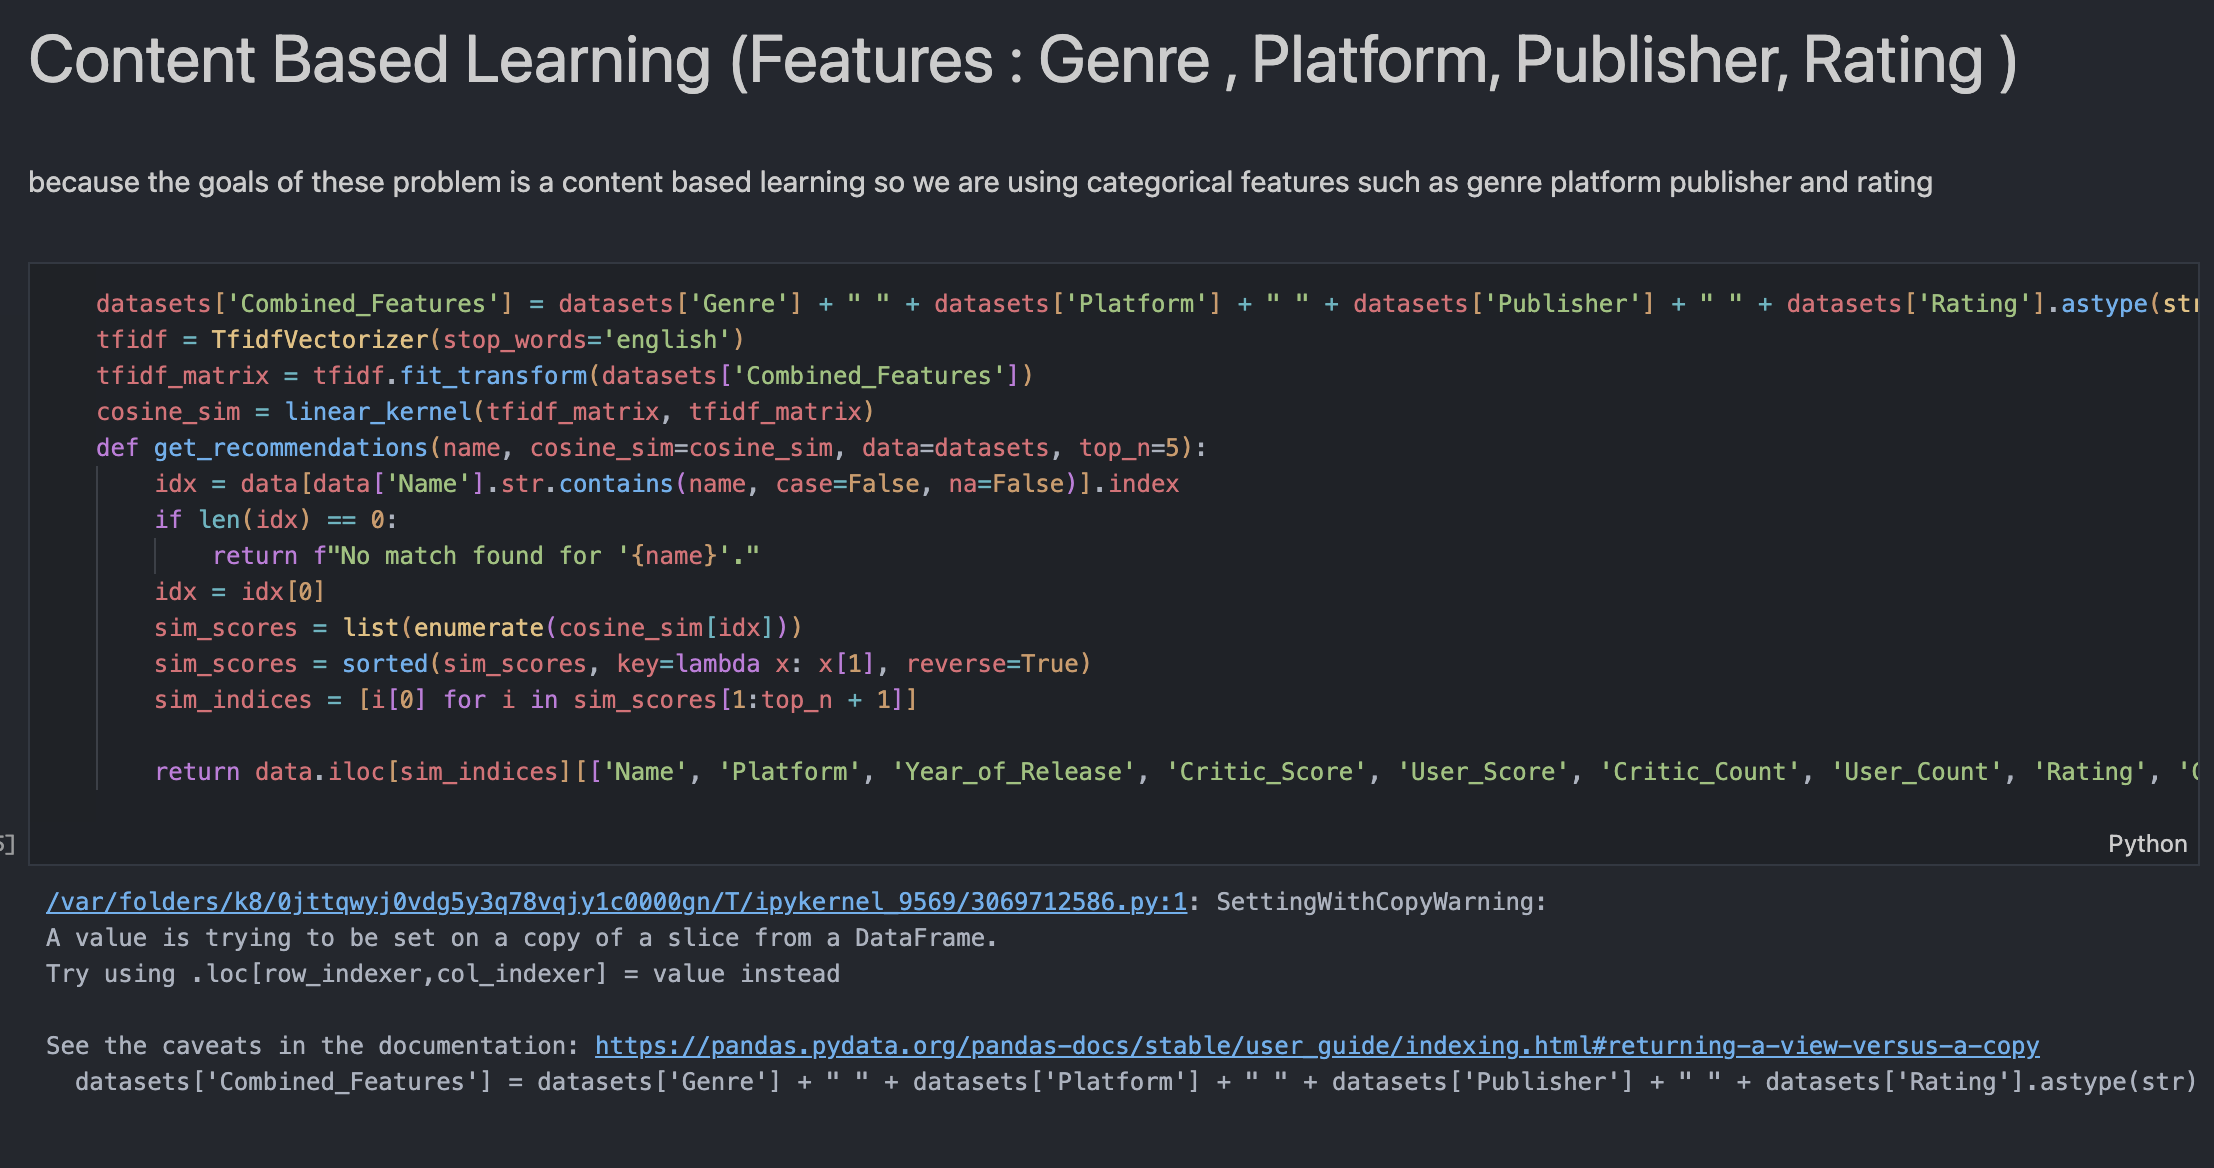 Content Based Learning (Features : Genre , Platform, Publisher, Rating )
because the goals of these problem is a content based learning so we are using categorical features such as genre platform publisher and rating
datasets['Combined_Features'] = datasets['Genre'] + " " + datasets['Platform'] + " " + datasets['Publisher'] + " " + datasets['Rating'].astype(str
tfidf = TfidfVectorizer(stop_words='english')
tfidf_matrix = tfidf.fit_transform(datasets['Combined_Features'])
cosine_sim = linear_kernel(tfidf_matrix, tfidf_matrix)
def get_recommendations(name, cosine_sim=cosine_sim, data=datasets, top_n=5):
    idx = data[data['Name'].str.contains(name, case=False, na=False)].index
    if len(idx) == 0:
        return f"No match found for '{name}'."
    idx = idx[0]
    sim_scores = list(enumerate(cosine_sim[idx]))
    sim_scores = sorted(sim_scores, key=lambda x: x[1], reverse=True)
    sim_indices = [i[0] for i in sim_scores[1:top_n + 1]]
    return data.iloc[sim_indices][['Name', 'Platform', 'Year_of_Release', 'Critic_Score', 'User_Score', 'Critic_Count', 'User_Count', 'Rating', '
]
Python
/var/folders/k8/0jttqwyj0vdg5y3q78vqjy1c0000gn/T/ipykernel_9569/3069712586.py:1: SettingWithCopyWarning:
A value is trying to be set on a copy of a slice from a DataFrame.
Try using .loc[row_indexer,col_indexer] = value instead
See the caveats in the documentation: https://pandas.pydata.org/pandas-docs/stable/user_guide/indexing.html#returning-a-view-versus-a-copy
  datasets['Combined_Features'] = datasets['Genre'] + " " + datasets['Platform'] + " " + datasets['Publisher'] + " " + datasets['Rating'].astype(str)